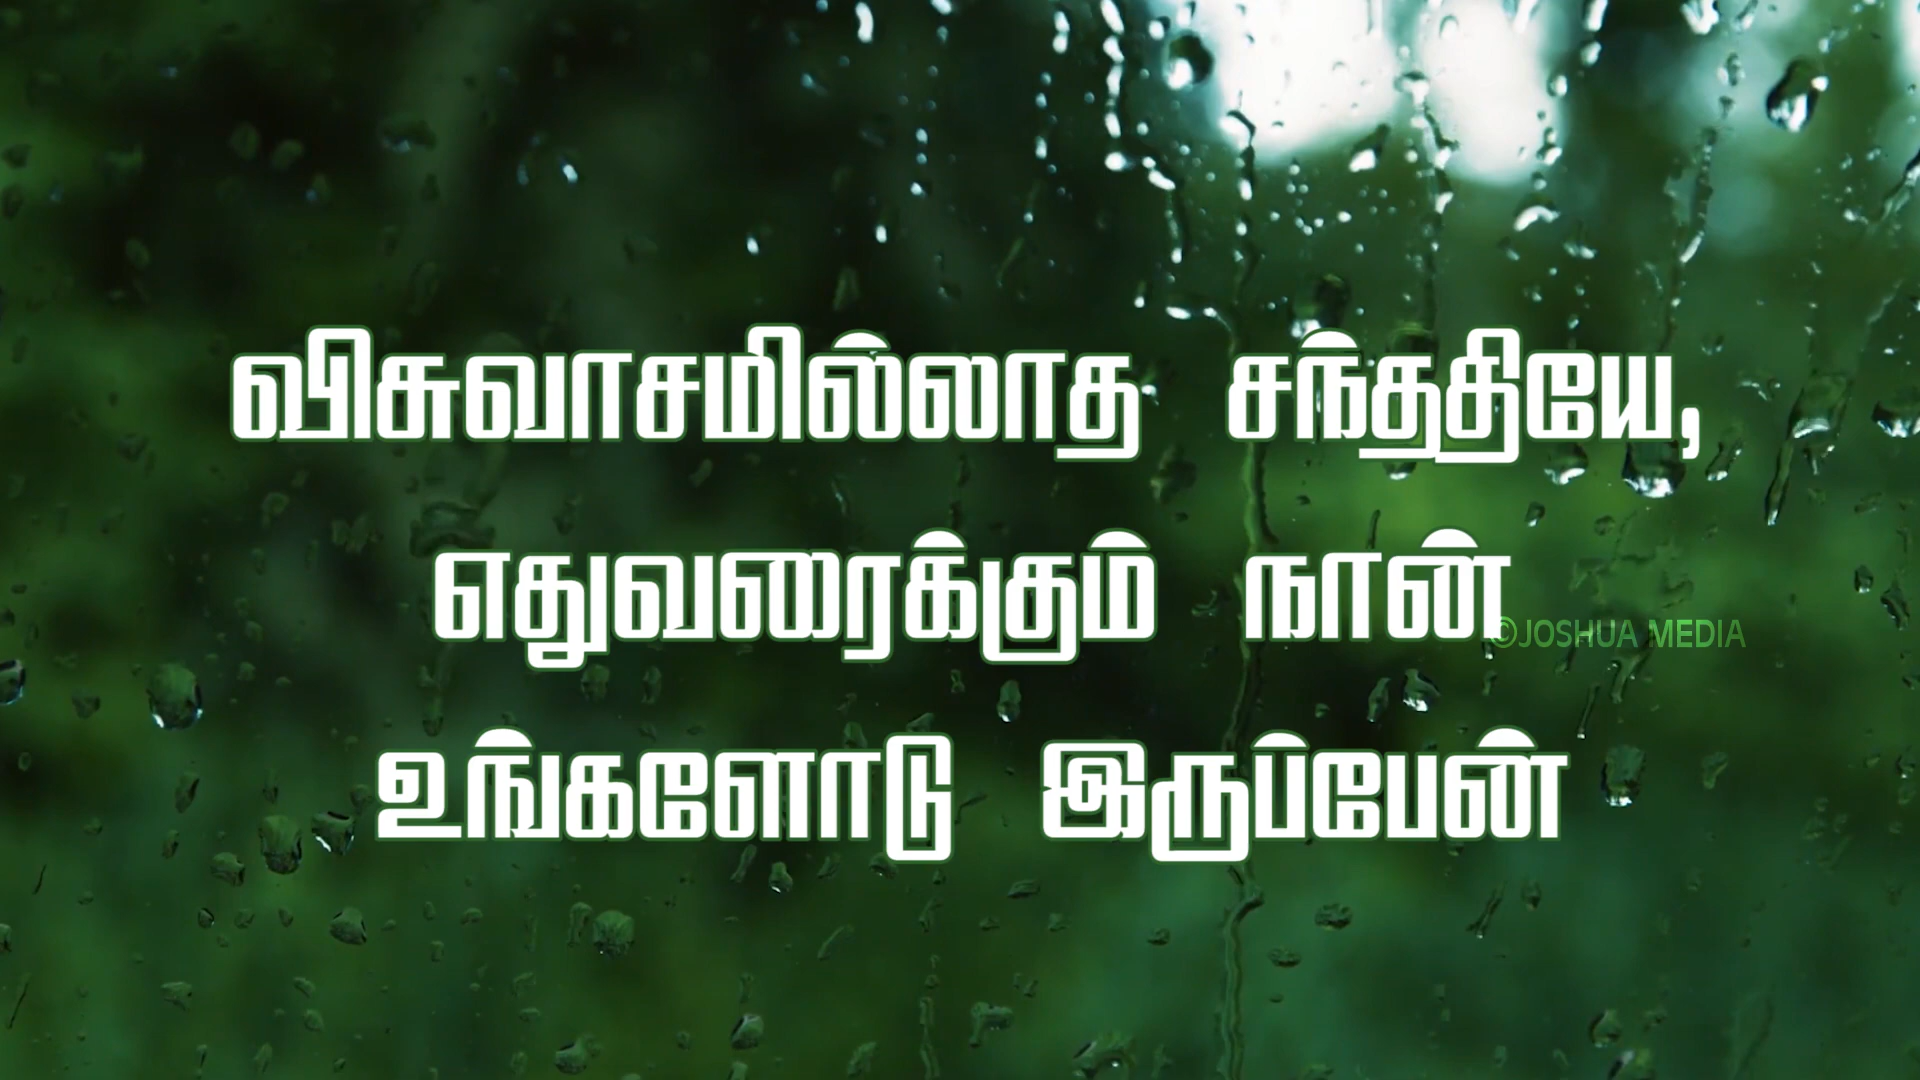 விசுவாசமில்லாத சந்ததியே,
எதுவரைக்கும் நான்
©JOSHUA MEDIA
உங்களோடு இருப்பேன்